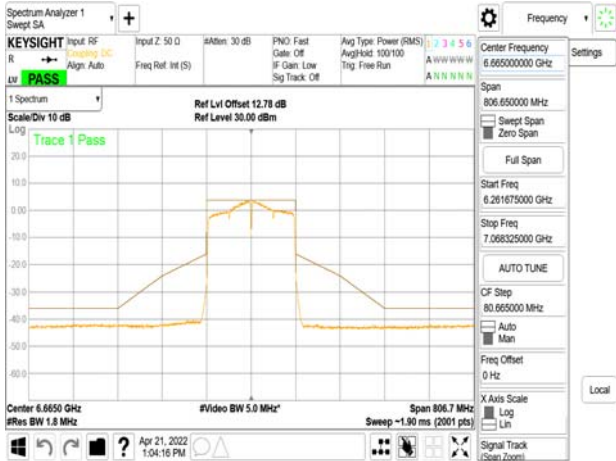 Spectrum Analyzer 1
Swept SA
Frequency
KEYSIGHT
R
LV PASS
Input: RF
Coupling: DC
Align: Auto
Input Z: 50 Ω
Freq Ref: Int (S)
#Atten: 30 dB
PNO: Fast
Gate: Off
IF Gain: Low
Sig Track: Off
Avg Type: Power (RMS)
Avg|Hold: 100/100
Trig: Free Run
1 2 3 4 5 6
A W W W W W
A N N N N N
1 Spectrum
Scale/Div 10 dB
Ref Lvl Offset 12.78 dB
Ref Level 30.00 dBm
Log
Trace 1 Pass
20.0
10.0
0.00
-10.0
-20.0
-30.0
-40.0
-50.0
-60.0
Center 6.6650 GHz
#Res BW 1.8 MHz
#Video BW 5.0 MHz*
Span 806.7 MHz
Sweep ~1.90 ms (2001 pts)
Apr 21, 2022
1:04:16 PM
Center Frequency
6.665000000 GHz
Settings
Span
806.650000 MHz
Swept Span
Zero Span
Full Span
Start Freq
6.261675000 GHz
Stop Freq
7.068325000 GHz
AUTO TUNE
CF Step
80.665000 MHz
Auto
Man
Freq Offset
0 Hz
X Axis Scale
Log
Lin
Local
Signal Track
(Span Zoom)